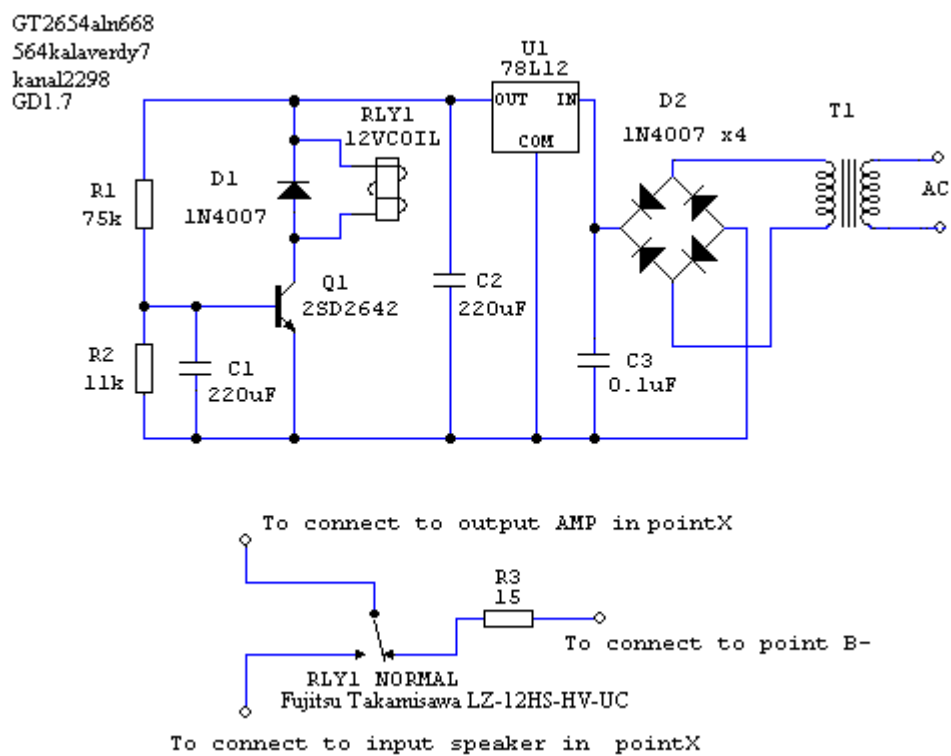 GT2654aln668
564kalaverdy7
kanal2298
GD1.7
U1
78L12
OUT IN
COM
RLY1
12VCOIL
D2
1N4007 x4
T1
AC
R1
75k
D1
1N4007
Q1
2SD2642
C2
220uF
R2
11k
C1
220uF
C3
0.1uF
To connect to output AMP in pointX
R3
15
To connect to point B-
RLY1 NORMAL
Fujitsu Takamisawa LZ-12HS-HV-UC
To connect to input speaker in pointX